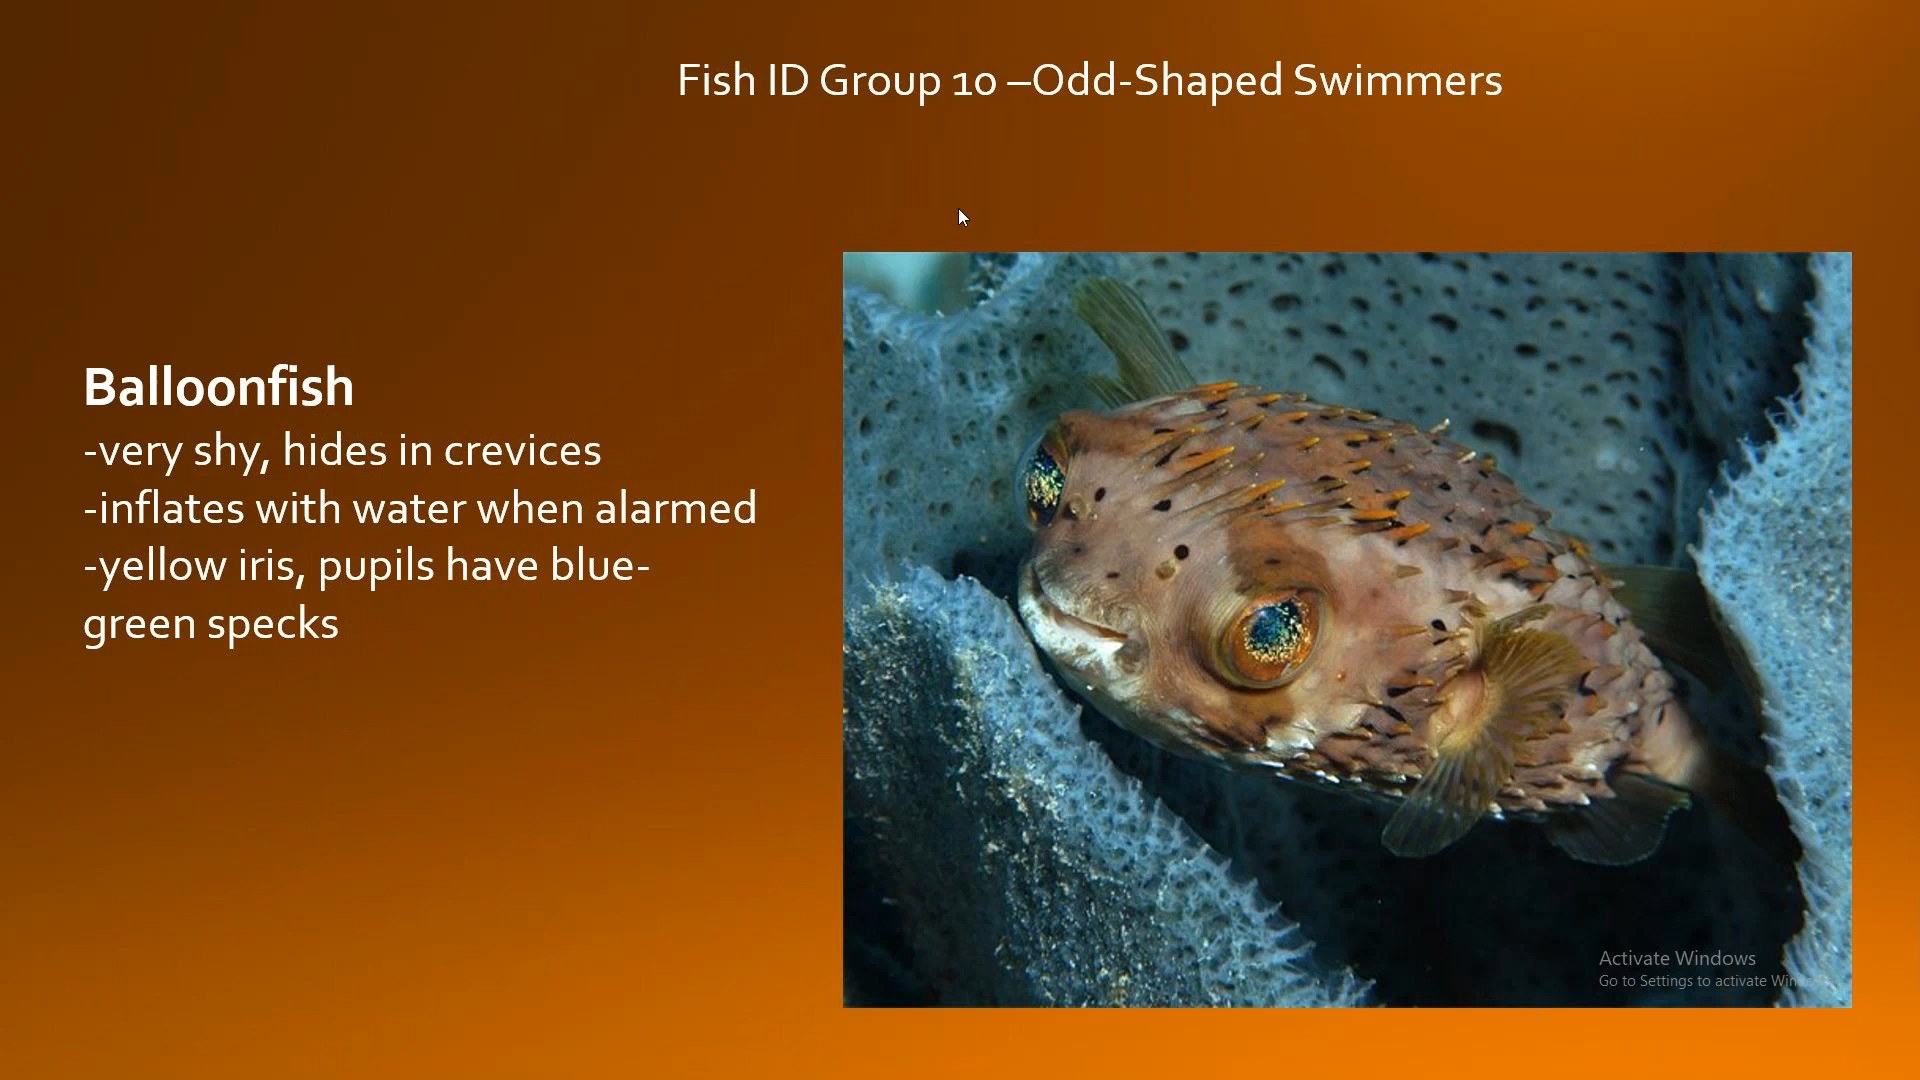 Fish ID Group 10 –Odd-Shaped Swimmers
Balloonfish
-very shy, hides in crevices
-inflates with water when alarmed
-yellow iris, pupils have blue-
green specks
Activate Windows
Go to Settings to activate Windows.